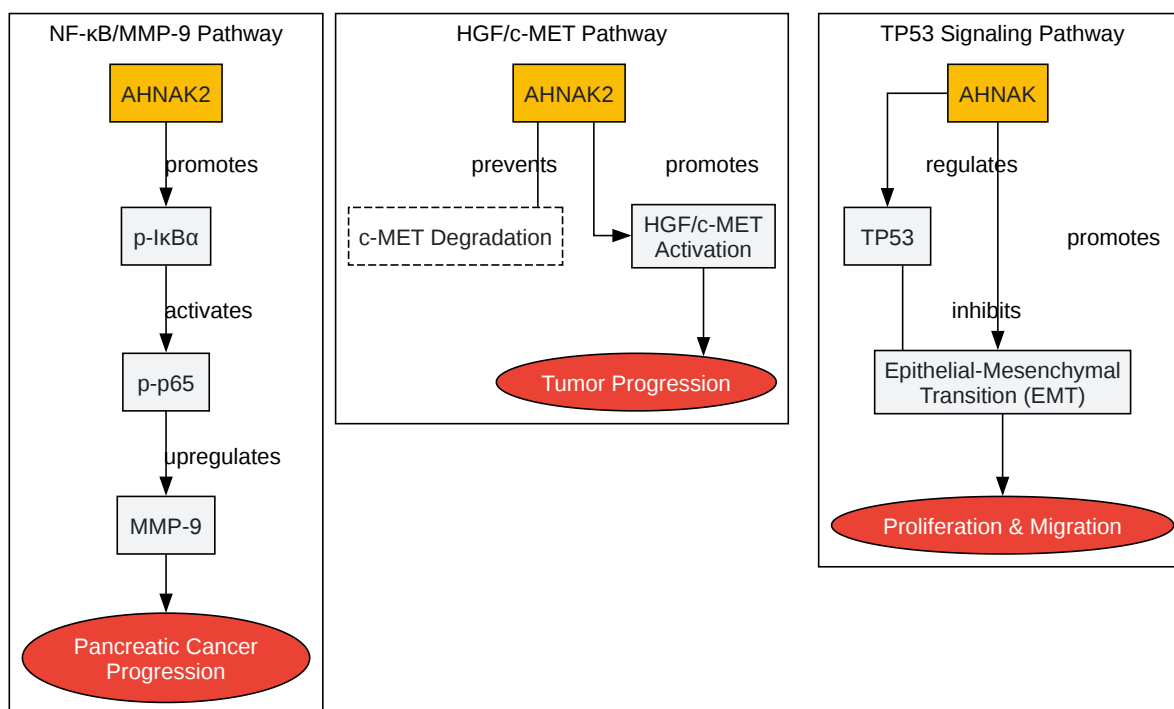 NF-κB/MMP-9 Pathway
AHNAK2
promotes
p-IκBα
activates
p-p65
upregulates
MMP-9
Pancreatic Cancer
Progression
HGF/c-MET Pathway
AHNAK2
prevents
promotes
c-MET Degradation
HGF/c-MET
Activation
Tumor Progression
TP53 Signaling Pathway
AHNAK
regulates
TP53
promotes
inhibits
Epithelial-Mesenchymal
Transition (EMT)
Proliferation & Migration